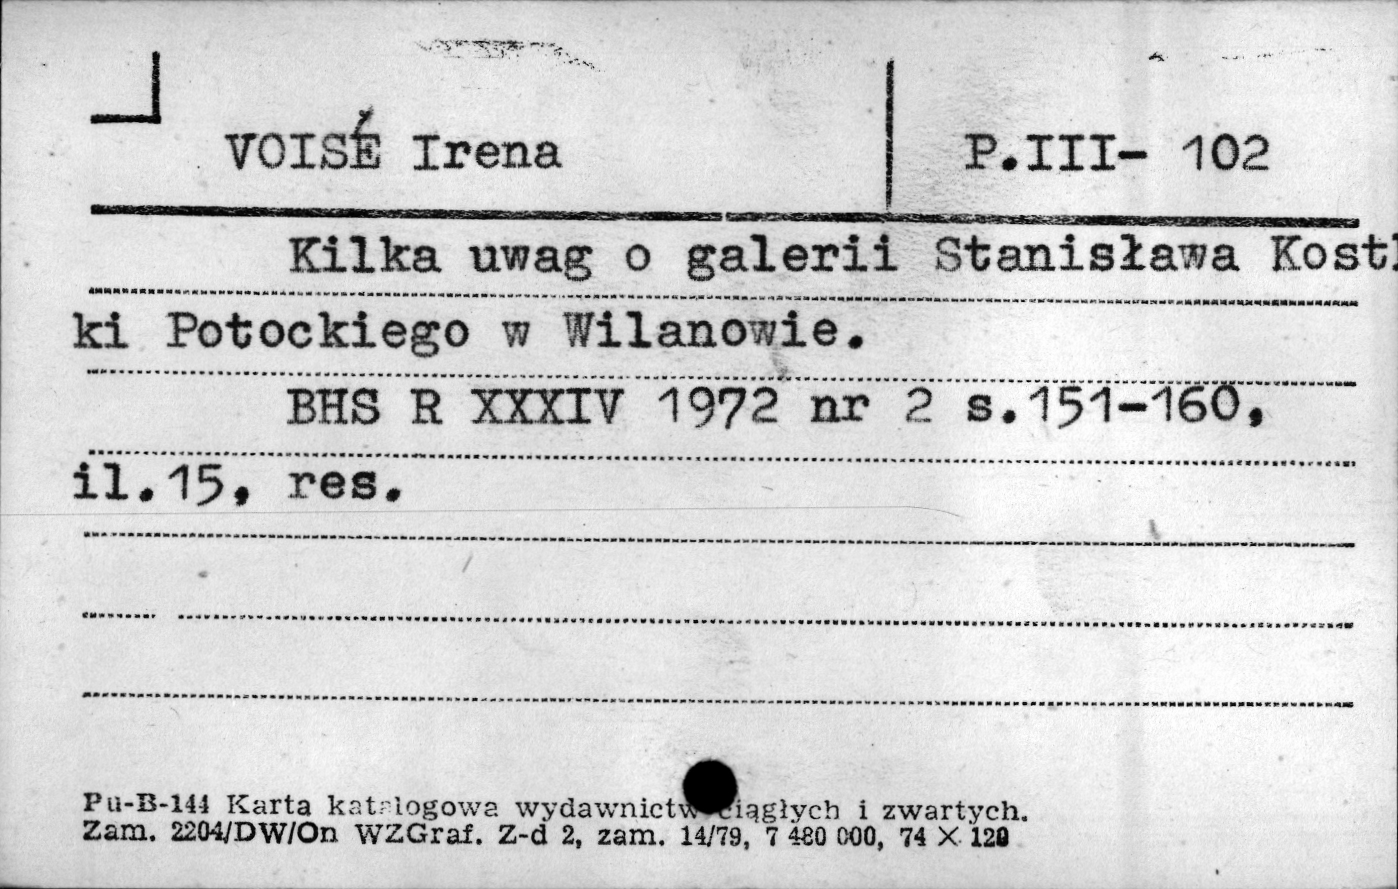 VOISÉ Irena
P.III- 102
Kilka uwag o galerii Stanisława Kostl
ki Potockiego w Wilanowie.
BHS R XXXIV 1972 nr 2 s.151-160,
il.15, res.
Pu-B-144 Karta katalogowa wydawnictw ciągłych i zwartych.
Zam. 2204/DW/On WZGraf. Z-d 2, zam. 14/79, 7 480 000, 74 X 120